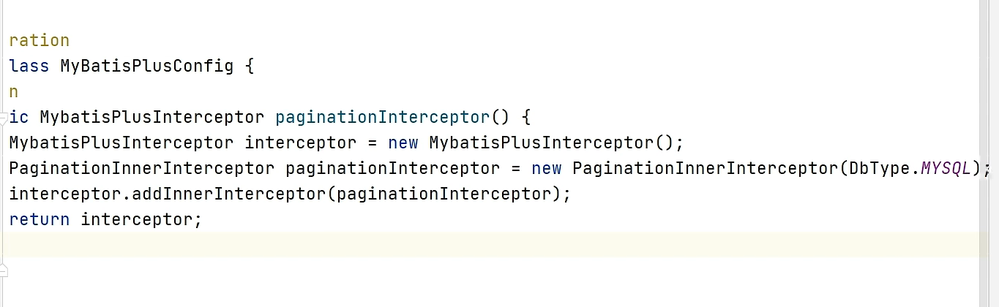 ration
lass MyBatisPlusConfig {
n
ic MybatisPlusInterceptor paginationInterceptor() {
MybatisPlusInterceptor interceptor = new MybatisPlusInterceptor();
PaginationInnerInterceptor paginationInterceptor = new PaginationInnerInterceptor(DbType.MYSQL);
interceptor.addInnerInterceptor(paginationInterceptor);
return interceptor;